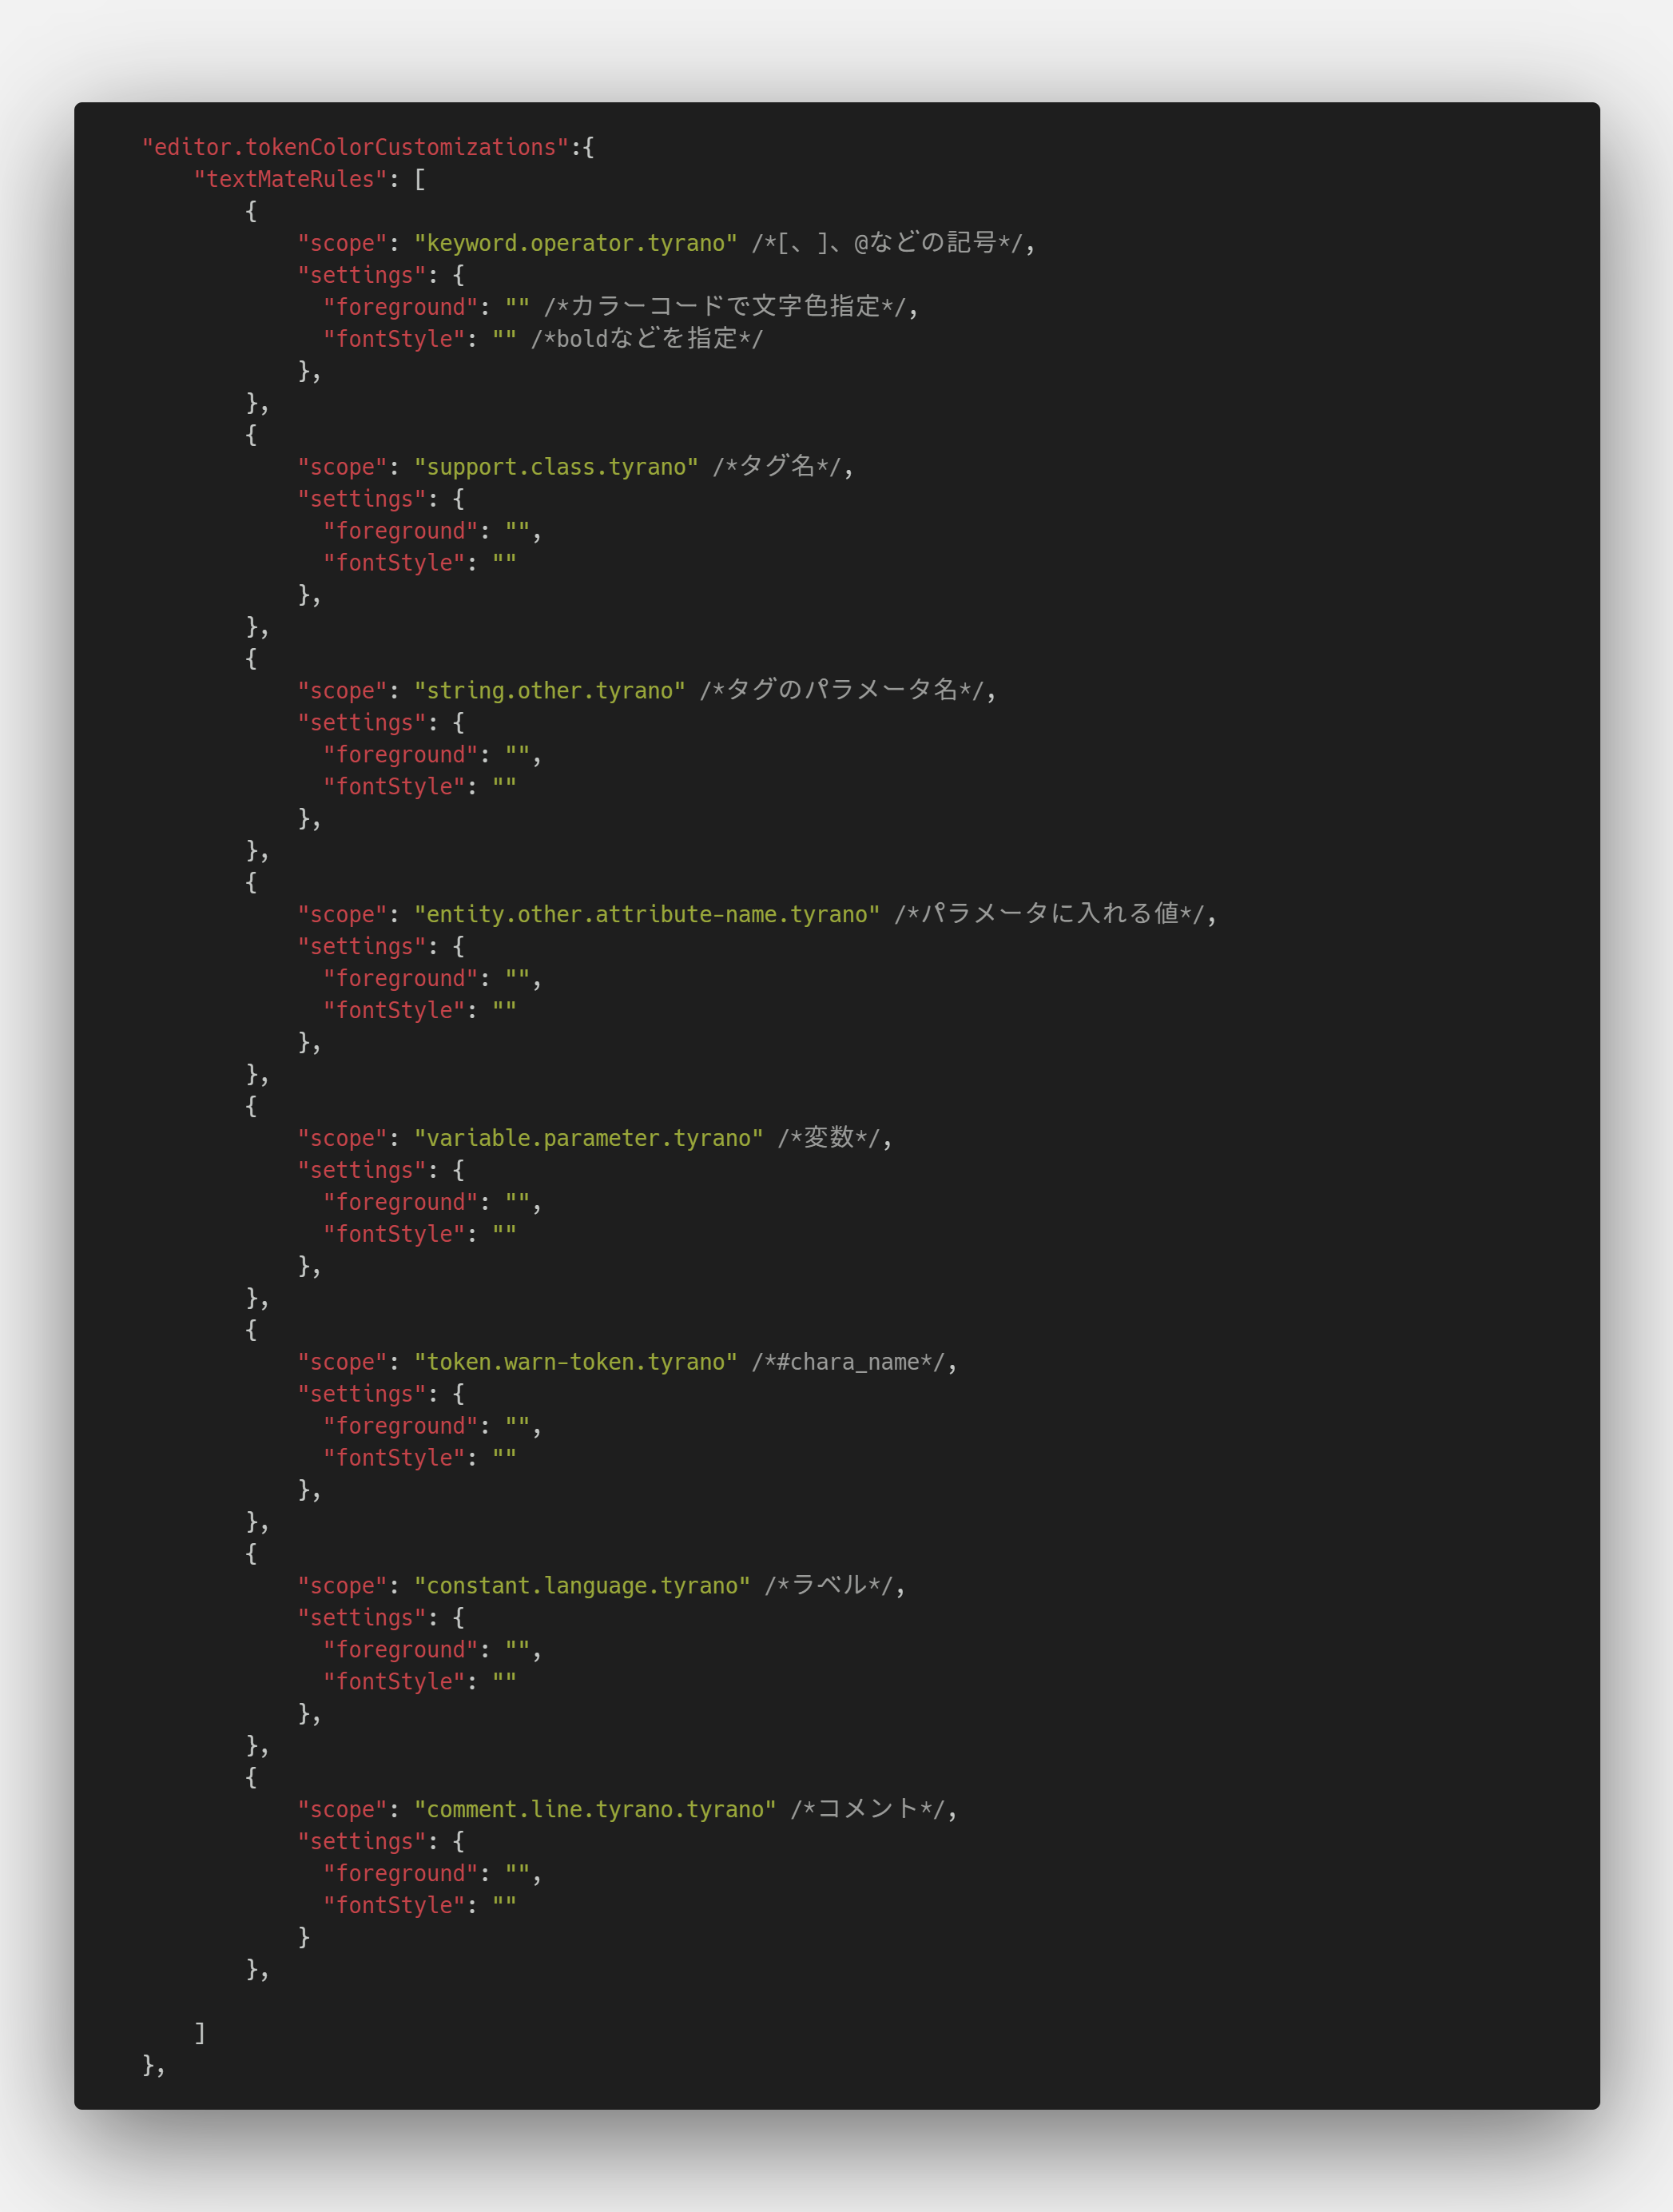 "editor.tokenColorCustomizations":{
    "textMateRules": [
        {
            "scope": "keyword.operator.tyrano" /*[、]、@などの記号*/,
            "settings": {
              "foreground": "" /*カラーコードで文字色指定*/,
              "fontStyle": "" /*boldなどを指定*/
            },
        },
        {
            "scope": "support.class.tyrano" /*タグ名*/,
            "settings": {
              "foreground": "",
              "fontStyle": ""
            },
        },
        {
            "scope": "string.other.tyrano" /*タグのパラメータ名*/,
            "settings": {
              "foreground": "",
              "fontStyle": ""
            },
        },
        {
            "scope": "entity.other.attribute-name.tyrano" /*パラメータに入れる値*/,
            "settings": {
              "foreground": "",
              "fontStyle": ""
            },
        },
        {
            "scope": "variable.parameter.tyrano" /*変数*/,
            "settings": {
              "foreground": "",
              "fontStyle": ""
            },
        },
        {
            "scope": "token.warn-token.tyrano" /*#chara_name*/,
            "settings": {
              "foreground": "",
              "fontStyle": ""
            },
        },
        {
            "scope": "constant.language.tyrano" /*ラベル*/,
            "settings": {
              "foreground": "",
              "fontStyle": ""
            },
        },
        {
            "scope": "comment.line.tyrano.tyrano" /*コメント*/,
            "settings": {
              "foreground": "",
              "fontStyle": ""
            }
        },

    ]
},